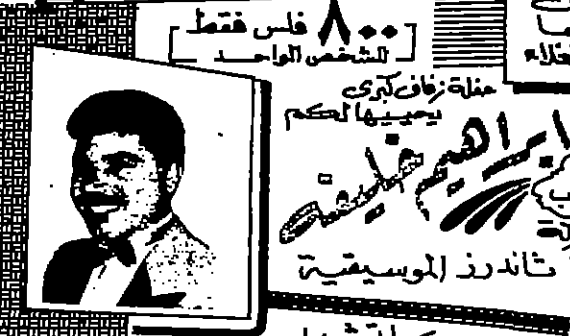 ٨٠٠ فلس فقط
للشخص الواحد
حفلة زفاف كبرى
يحييها لكم
ابراهيم خليفة
ثاندرز الموسيقية